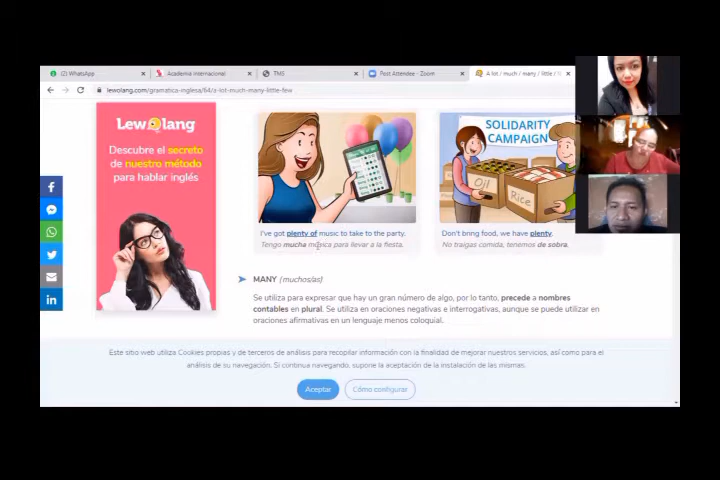 (2) WhatsApp
Academia Internacional
TMS
Post Attendee - Zoom
A lot / much / many / little / f
lewolang.com/gramatica-inglesa/64/a-lot-much-many-little-few
Lewolang
Descubre el secreto
de nuestro método
para hablar inglés
SOLIDARITY
CAMPAIGN
Oil
Rice
I've got plenty of music to take to the party.
Tengo mucha música para llevar a la fiesta.
Don't bring food, we have plenty.
No traigas comida, tenemos de sobra.
MANY (muchos/as)
Se utiliza para expresar que hay un gran número de algo, por lo tanto, precede a nombres
contables en plural. Se utiliza en oraciones negativas e interrogativas, aunque se puede utilizar en
oraciones afirmativas en un lenguaje menos coloquial.
Este sitio web utiliza Cookies propias y de terceros de análisis para recopilar información con la finalidad de mejorar nuestros servicios, así como para el
análisis de su navegación. Si continua navegando, supone la aceptación de la instalación de las mismas.
Aceptar
Cómo configurar